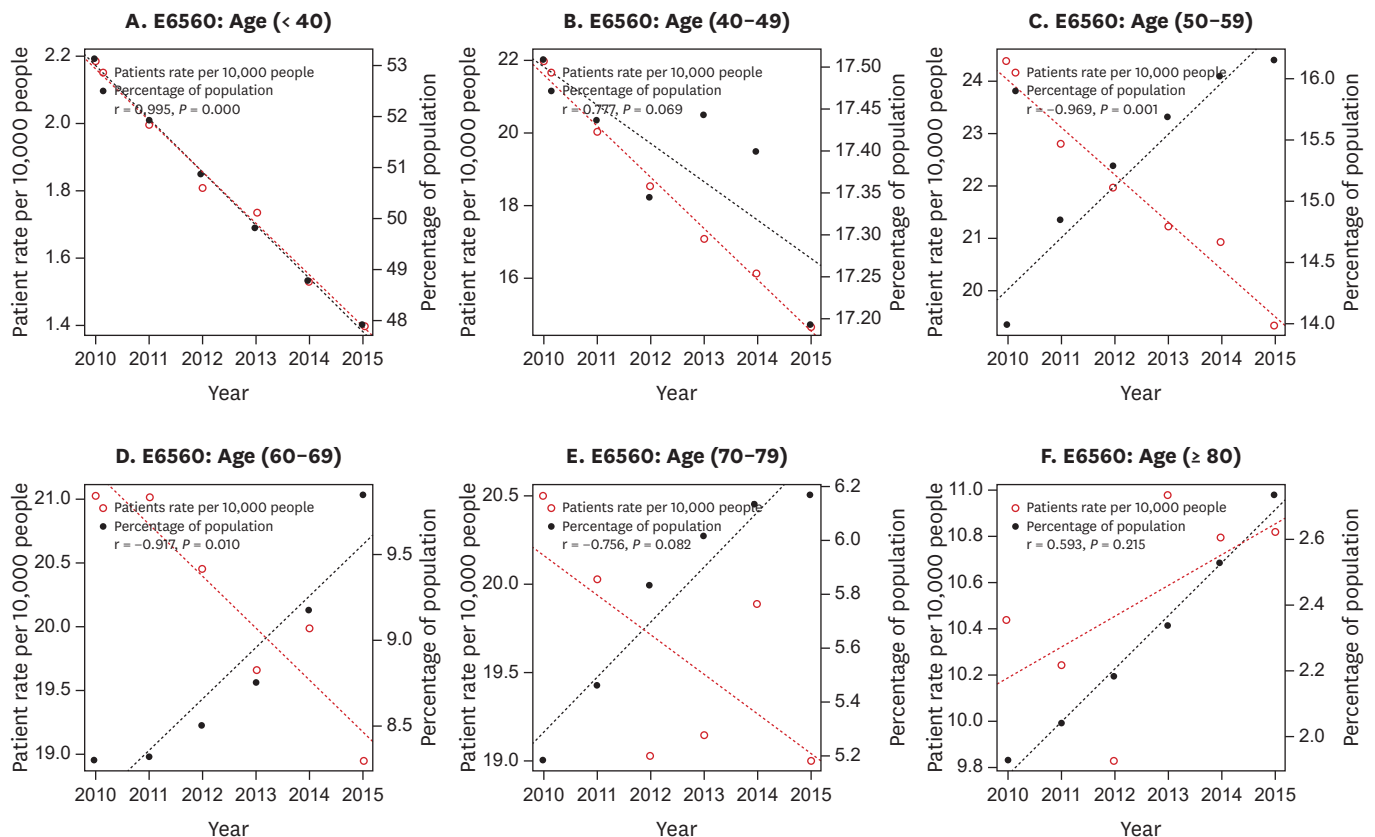 A. E6560: Age (< 40)
Patient rate per 10,000 people
2.2
2.0
1.8
1.6
1.4
Patients rate per 10,000 people
Percentage of population
r = 0.995, P = 0.000
53
52
51
50
49
48
Percentage of population
2010 2011 2012 2013 2014 2015
Year
B. E6560: Age (40–49)
Patient rate per 10,000 people
22
20
18
16
Patients rate per 10,000 people
Percentage of population
r = 0.777, P = 0.069
17.50
17.45
17.40
17.35
17.30
17.25
17.20
Percentage of population
2010 2011 2012 2013 2014 2015
Year
C. E6560: Age (50–59)
Patient rate per 10,000 people
24
23
22
21
20
Patients rate per 10,000 people
Percentage of population
r = −0.969, P = 0.001
16.0
15.5
15.0
14.5
14.0
Percentage of population
2010 2011 2012 2013 2014 2015
Year
D. E6560: Age (60–69)
Patient rate per 10,000 people
21.0
20.5
20.0
19.5
19.0
Patients rate per 10,000 people
Percentage of population
r = −0.917, P = 0.010
9.5
9.0
8.5
Percentage of population
2010 2011 2012 2013 2014 2015
Year
E. E6560: Age (70–79)
Patient rate per 10,000 people
20.5
20.0
19.5
19.0
Patients rate per 10,000 people
Percentage of population
r = −0.756, P = 0.082
6.2
6.0
5.8
5.6
5.4
5.2
Percentage of population
2010 2011 2012 2013 2014 2015
Year
F. E6560: Age (≥ 80)
Patient rate per 10,000 people
11.0
10.8
10.6
10.4
10.2
10.0
9.8
Patients rate per 10,000 people
Percentage of population
r = 0.593, P = 0.215
2.6
2.4
2.2
2.0
Percentage of population
2010 2011 2012 2013 2014 2015
Year